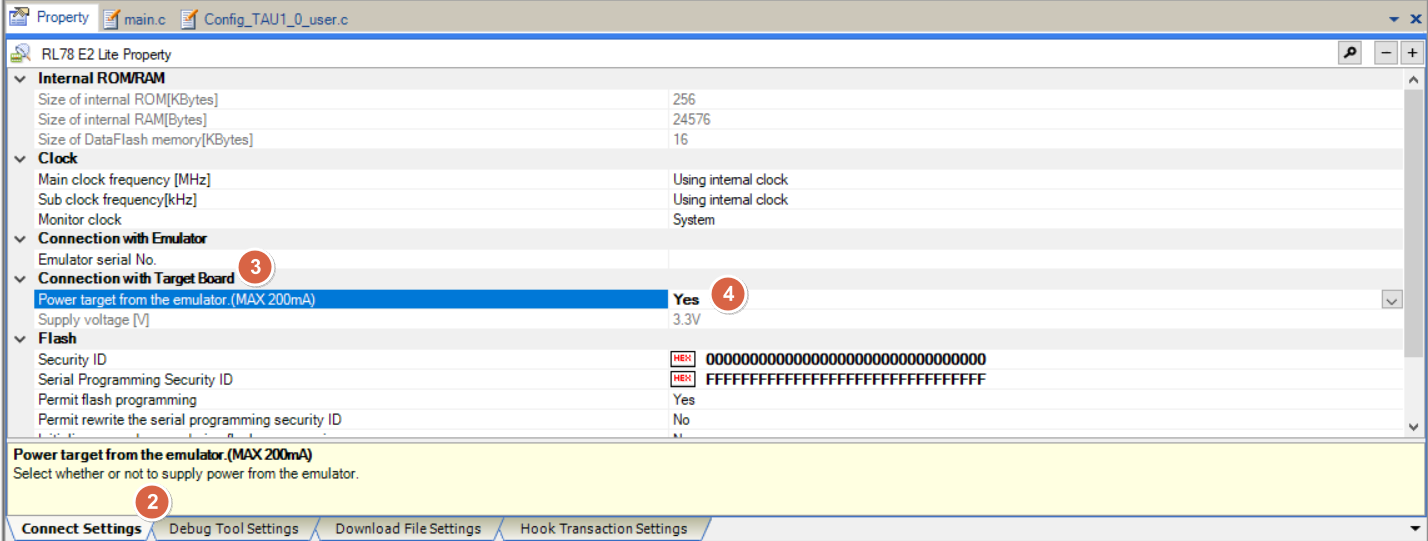 Property main.c Config_TAU1_0_user.c
RL78 E2 Lite Property
Internal ROM/RAM
Size of internal ROM[KBytes] 256
Size of internal RAM[Bytes] 24576
Size of DataFlash memory[KBytes] 16
Clock
Main clock frequency [MHz] Using internal clock
Sub clock frequency[kHz] Using internal clock
Monitor clock System
Connection with Emulator
Emulator serial No.
3
Connection with Target Board
Power target from the emulator.(MAX 200mA) Yes 4
Supply voltage [V] 3.3V
Flash
Security ID HEX 00000000000000000000000000000000
Serial Programming Security ID HEX FFFFFFFFFFFFFFFFFFFFFFFFFFFFFFFF
Permit flash programming Yes
Permit rewrite the serial programming security ID No
Power target from the emulator.(MAX 200mA)
Select whether or not to supply power from the emulator.
2
Connect Settings Debug Tool Settings Download File Settings Hook Transaction Settings